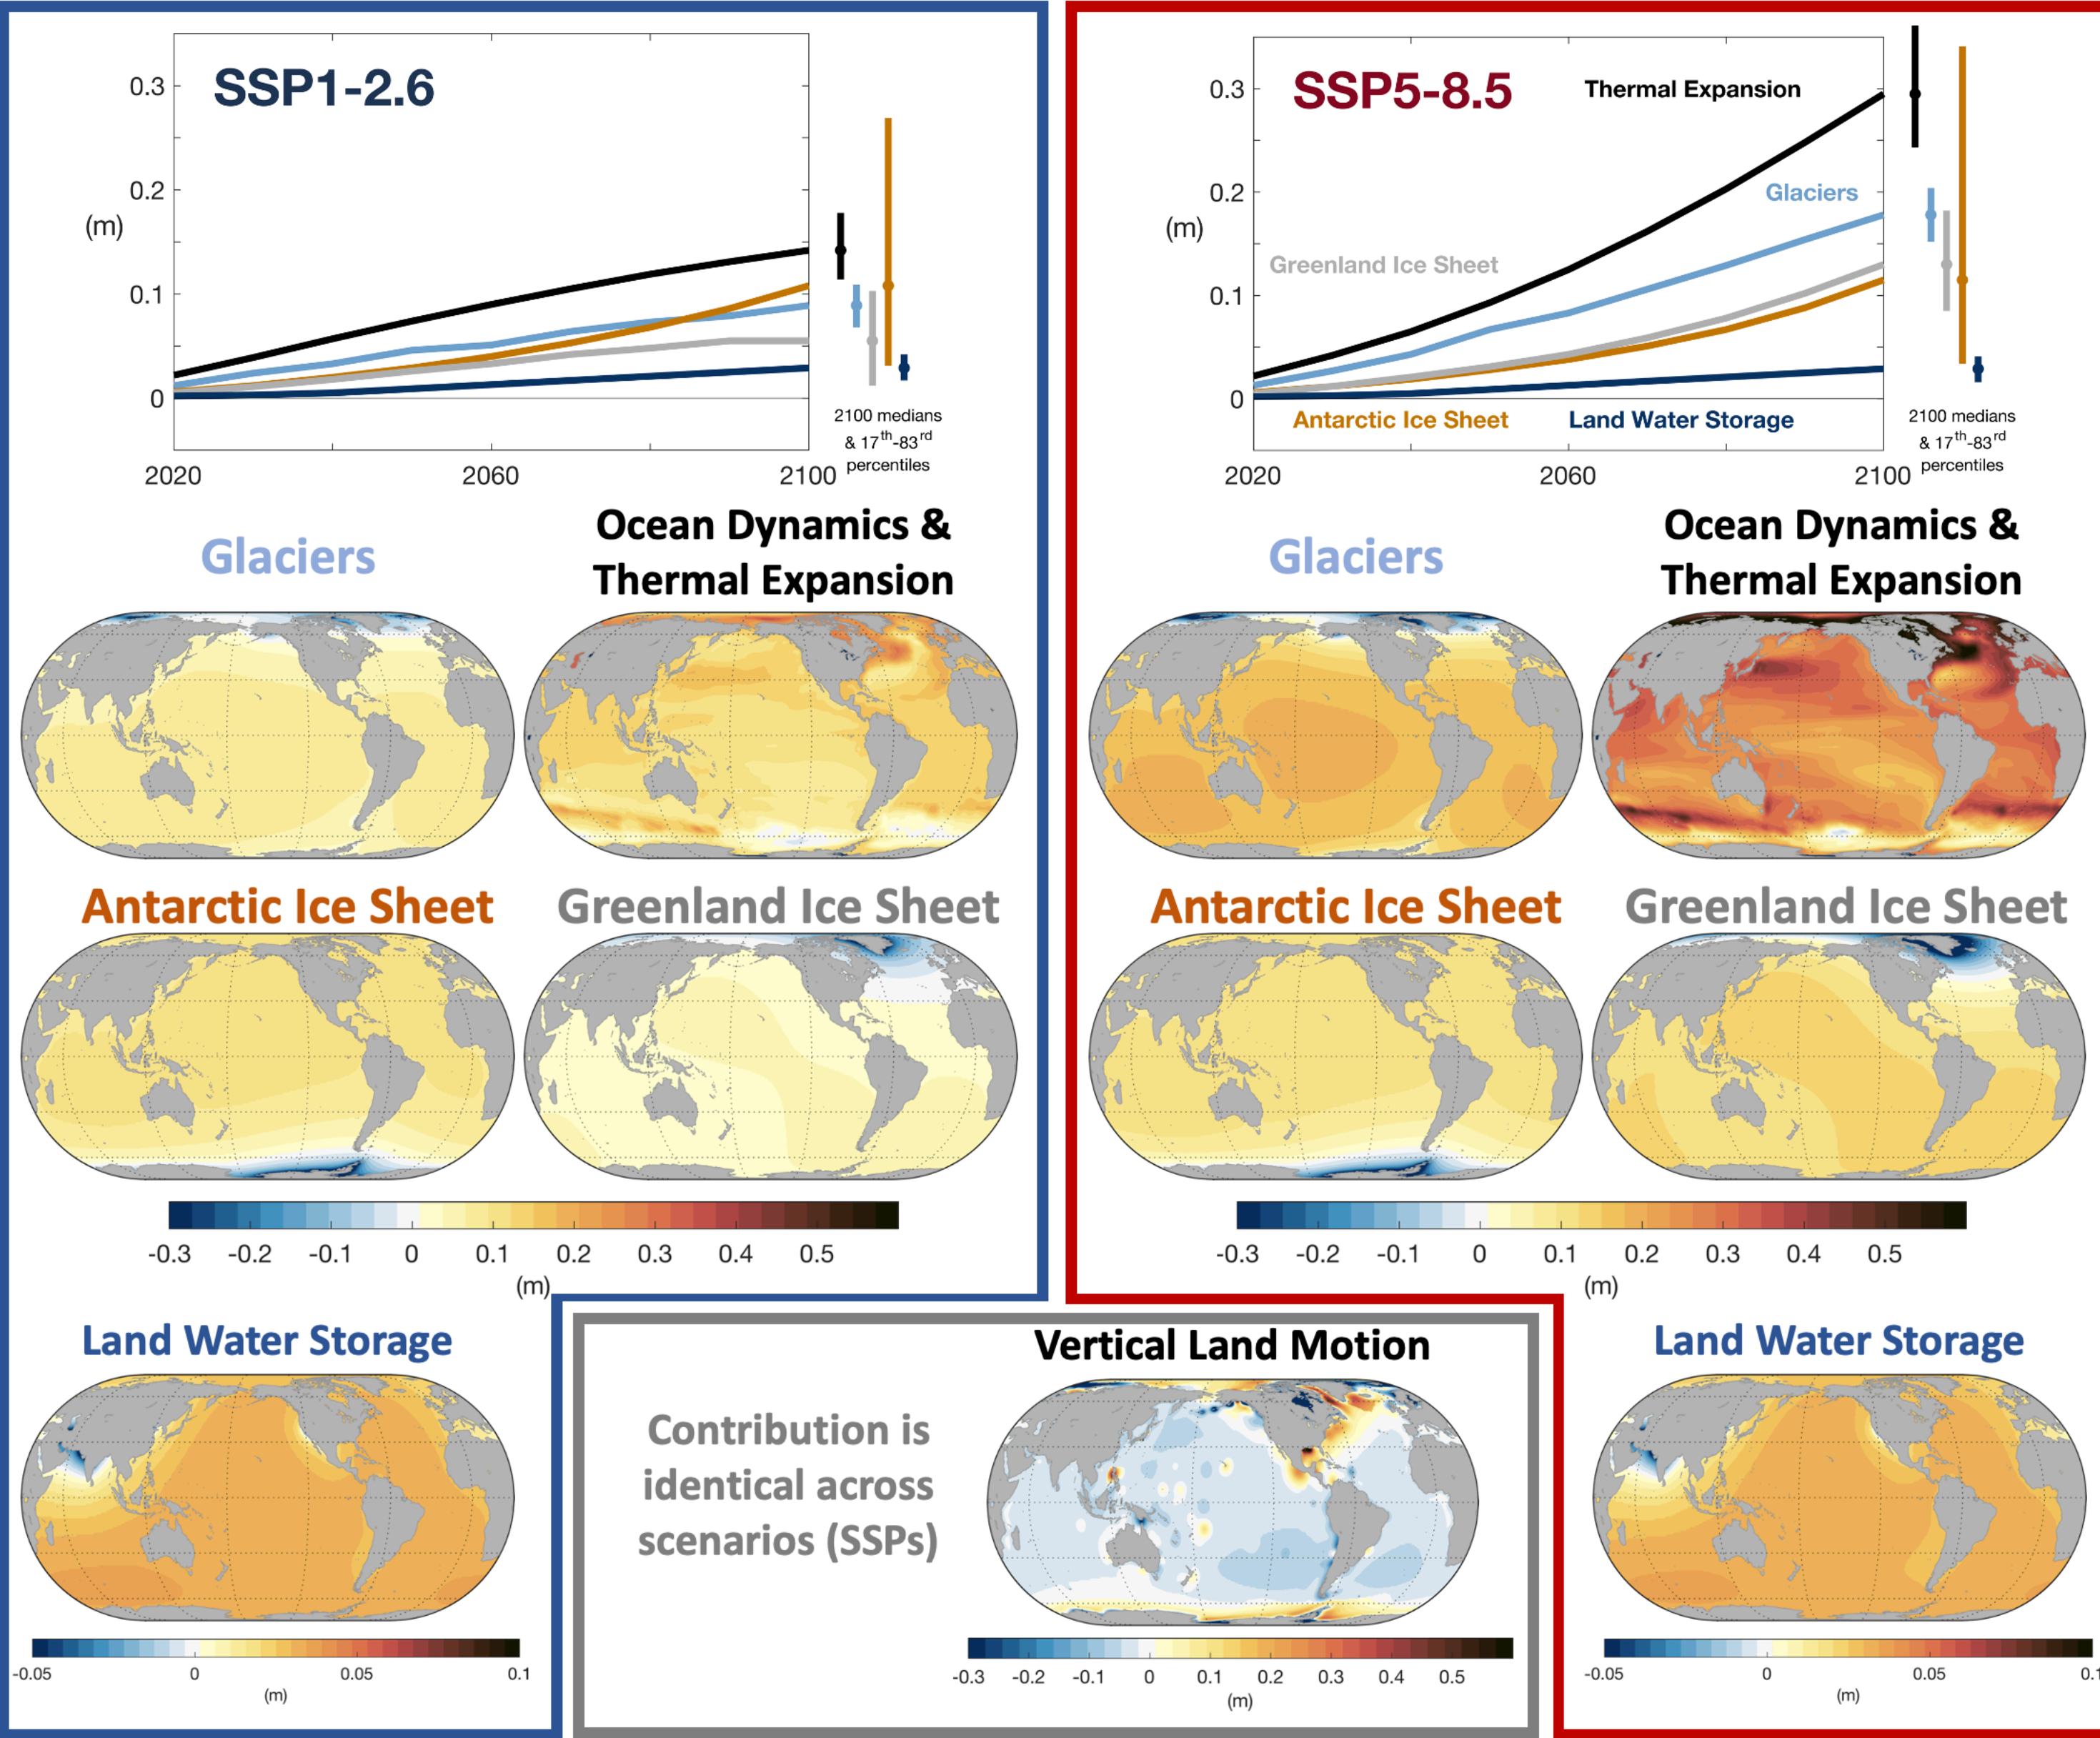 SSP1-2.6
0.3
0.2
(m)
0.1
0
2020
2060
2100
2100 medians
& 17th-83rd
percentiles
Glaciers
Ocean Dynamics &
Thermal Expansion
Antarctic Ice Sheet
Greenland Ice Sheet
-0.3 -0.2 -0.1 0 0.1 0.2 0.3 0.4 0.5
(m)
Land Water Storage
-0.05 0 0.05 0.1
(m)
SSP5-8.5
Thermal Expansion
0.3
0.2
Glaciers
(m)
Greenland Ice Sheet
0.1
0
Antarctic Ice Sheet
Land Water Storage
2020
2060
2100
2100 medians
& 17th-83rd
percentiles
Glaciers
Ocean Dynamics &
Thermal Expansion
Antarctic Ice Sheet
Greenland Ice Sheet
-0.3 -0.2 -0.1 0 0.1 0.2 0.3 0.4 0.5
(m)
Vertical Land Motion
Contribution is
identical across
scenarios (SSPs)
-0.3 -0.2 -0.1 0 0.1 0.2 0.3 0.4 0.5
(m)
Land Water Storage
-0.05 0 0.05 0.1
(m)